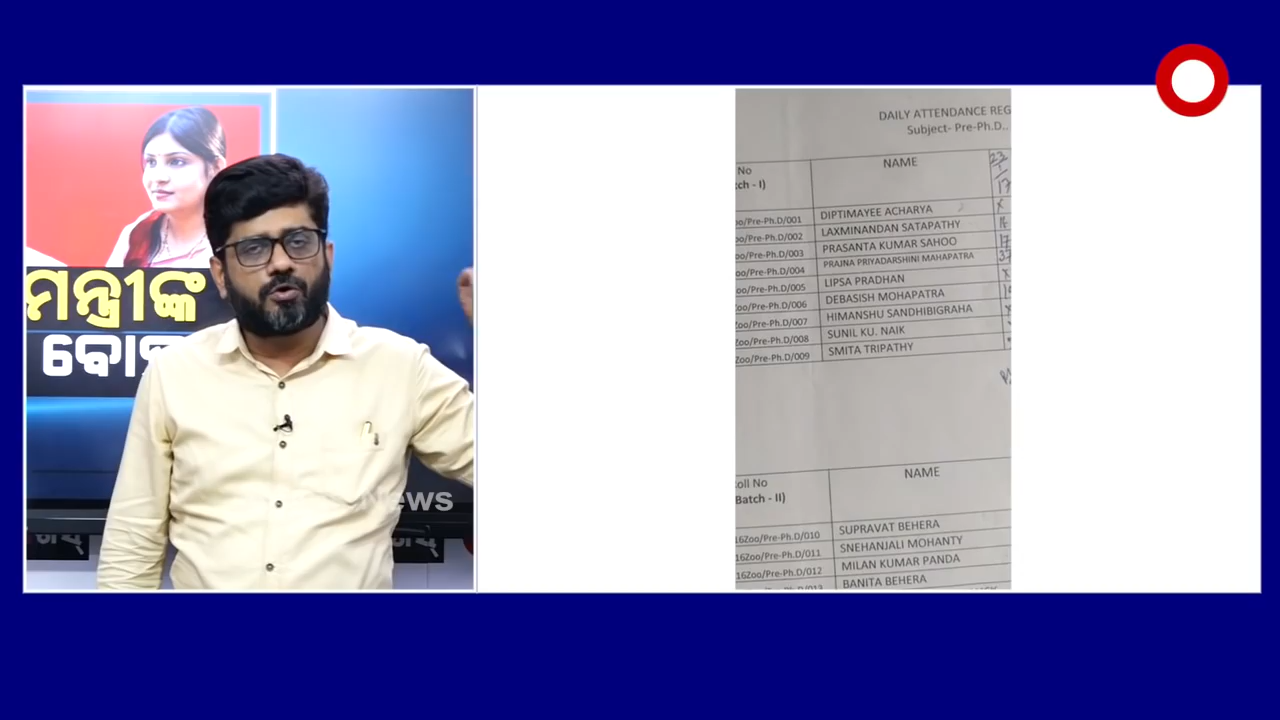 ମନ୍ତ୍ରୀଙ୍କ
News
DAILY ATTENDANCE REG
Subject- Pre-Ph.D..
No NAME 23
ch - I) 17
oo/Pre-Ph.D/001 DIPTIMAYEE ACHARYA x
oo/Pre-Ph.D/002 LAXMINANDAN SATAPATHY
oo/Pre-Ph.D/003 PRASANTA KUMAR SAHOO
oo/Pre-Ph.D/004 PRAJNA PRIYADARSHINI MAHAPATRA
oo/Pre-Ph.D/005 LIPSA PRADHAN x
oo/Pre-Ph.D/006 DEBASISH MOHAPATRA
Zoo/Pre-Ph.D/007 HIMANSHU SANDHIBIGRAHA
Zoo/Pre-Ph.D/008 SUNIL KU. NAIK
Zoo/Pre-Ph.D/009 SMITA TRIPATHY
oll No NAME
Batch - II)
16Zoo/Pre-Ph.D/010 SUPRAVAT BEHERA
16Zoo/Pre-Ph.D/011 SNEHANJALI MOHANTY
16Zoo/Pre-Ph.D/012 MILAN KUMAR PANDA
BANITA BEHERA